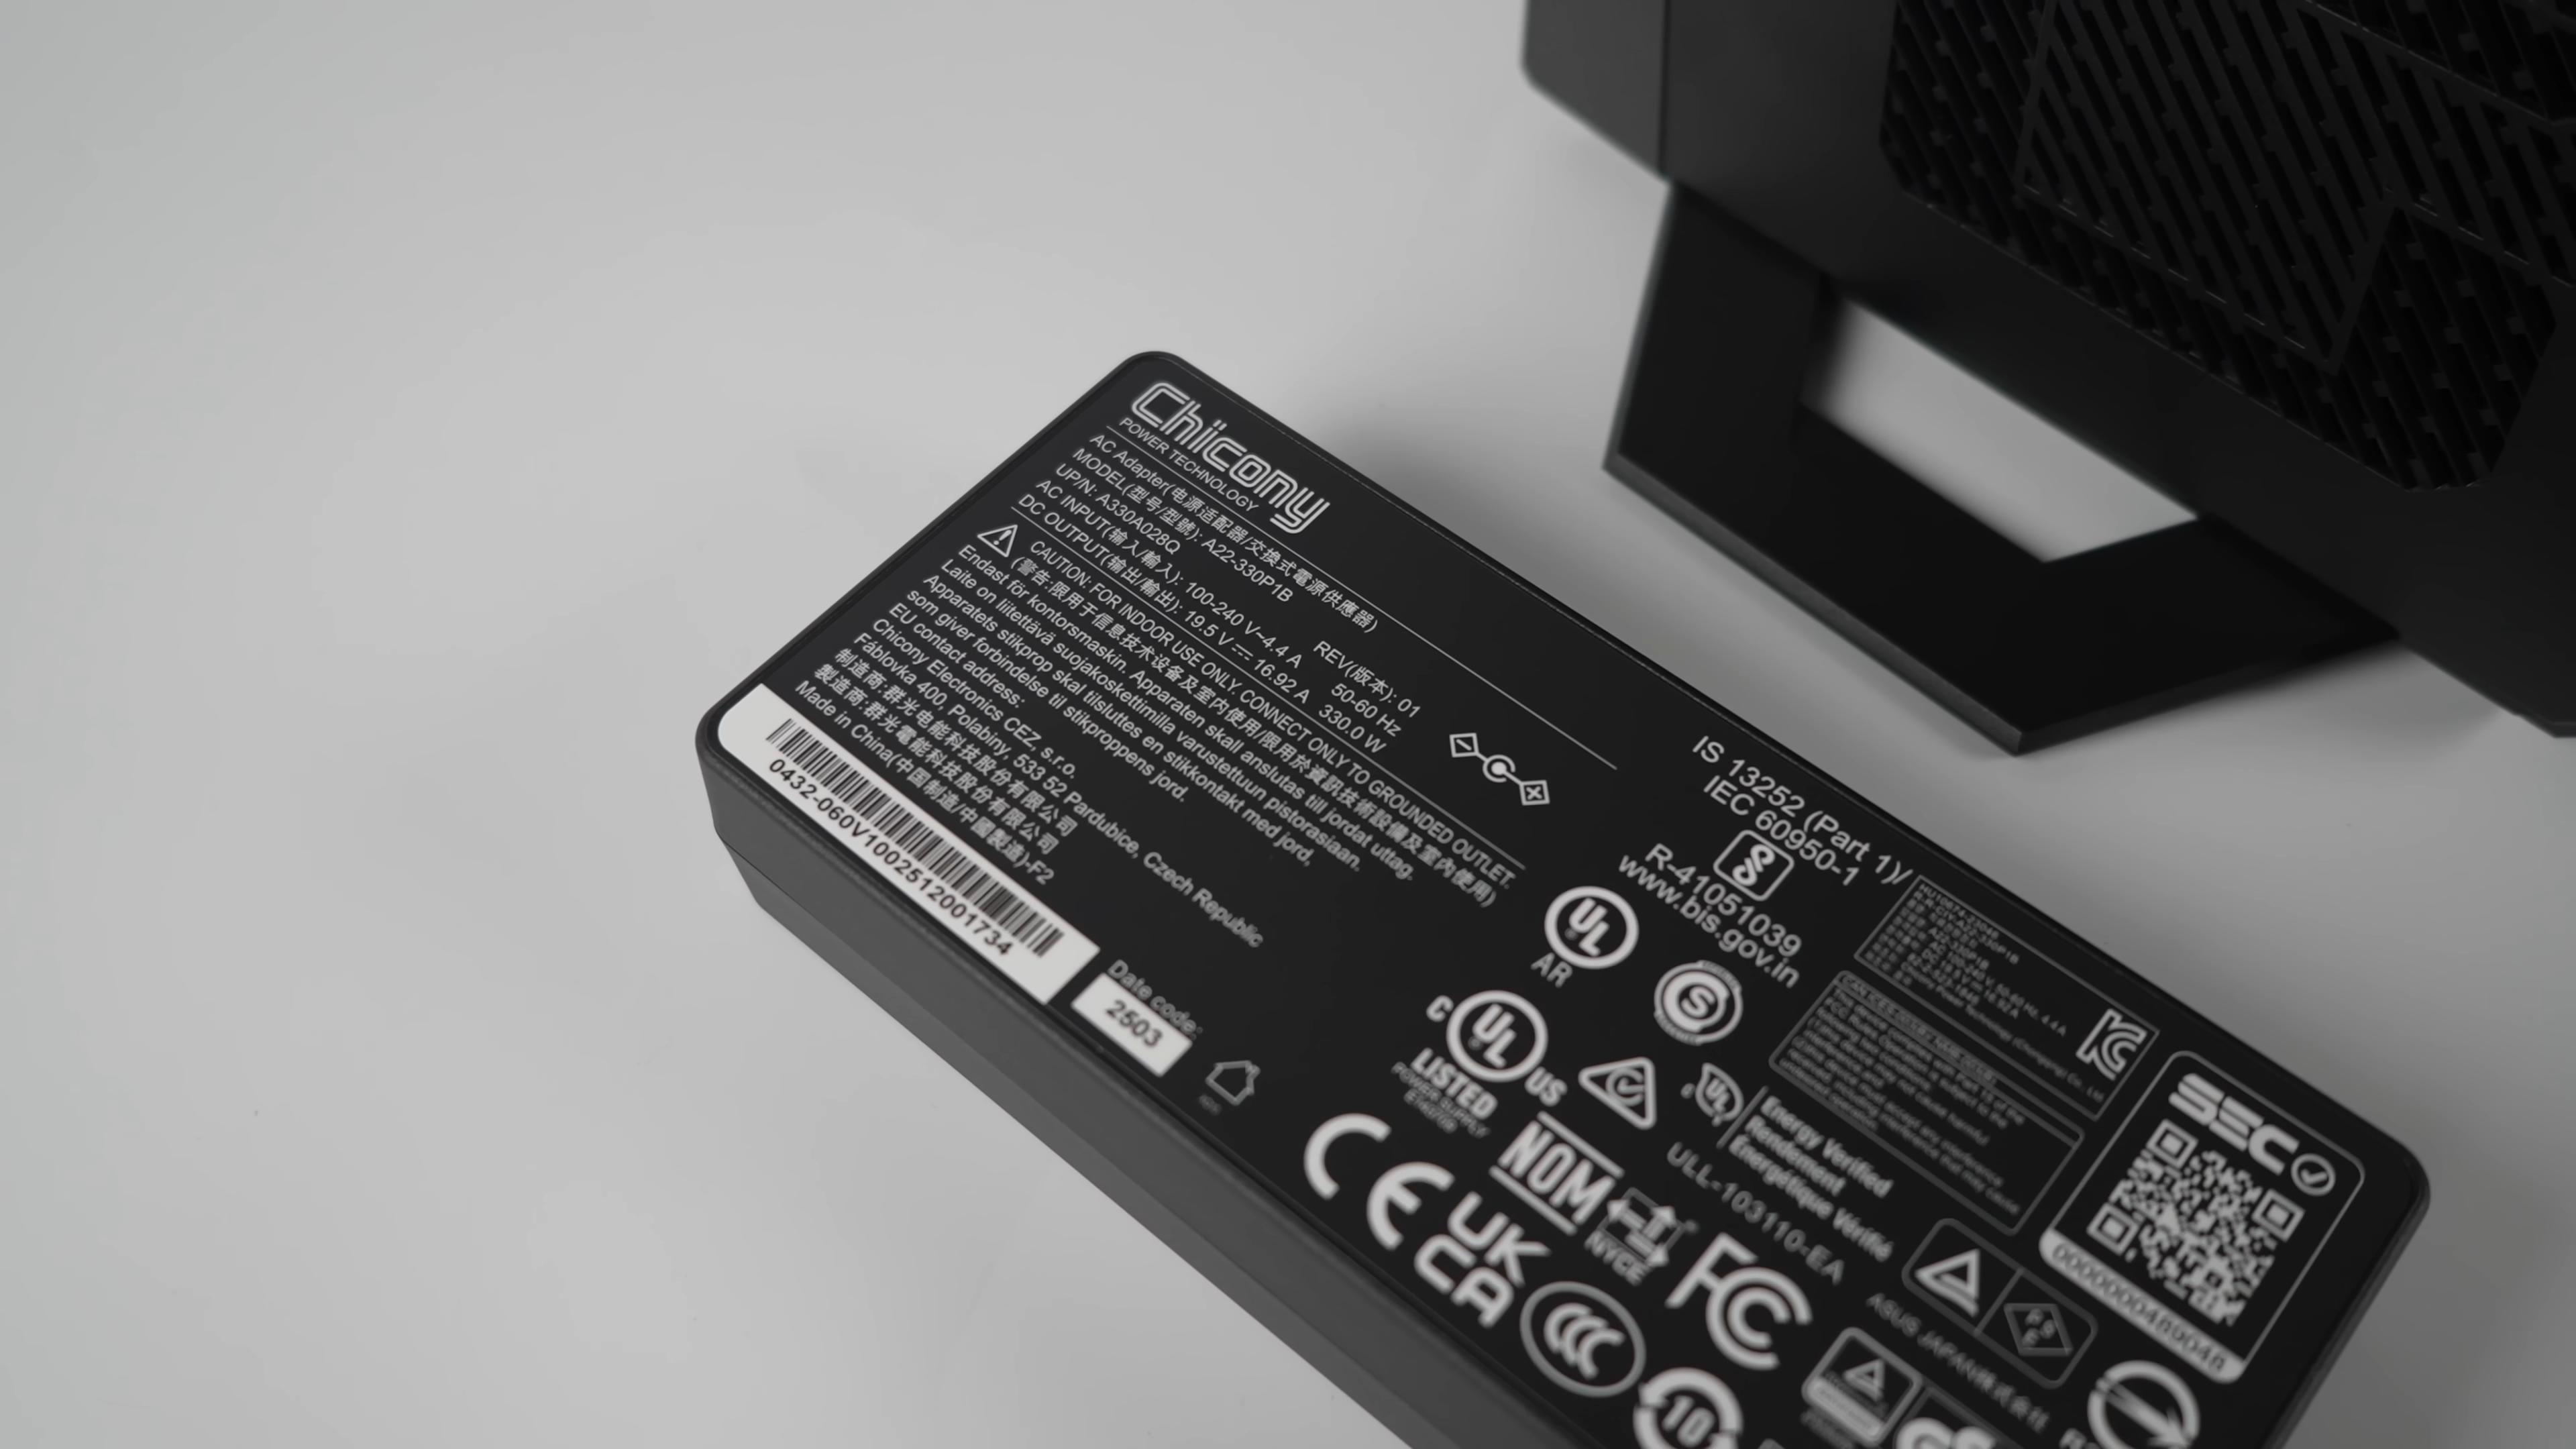 Chicony
POWER TECHNOLOGY
AC Adapter(电源适配器/交換式電源供應器)
MODEL(型号/型號): A22-330P1B
UP/N: A330A028Q REV(版本): 01
AC INPUT(输入/輸入): 100-240 V~4.4 A 50-60 Hz
DC OUTPUT(输出/輸出): 19.5 V⎓ 16.92 A 330.0 W
CAUTION: FOR INDOOR USE ONLY. CONNECT ONLY TO GROUNDED OUTLET.
(警告:限用于信息技术设备及室内使用/限用於資訊技術設備及室內使用)
Endast för kontorsmaskin. Apparaten skall anslutas till jordat uttag.
Laite on liitettävä suojakoskettimilla varustettuun pistorasiaan.
Apparatets stikprop skal tilsluttes en stikkontakt med jord,
som giver forbindelse til stikproppens jord.
EU contact address:
Chicony Electronics CEZ, s.r.o.
Fáblovka 400, Polabiny, 533 52 Pardubice, Czech Republic
制造商:群光电能科技股份有限公司
製造商:群光電能科技股份有限公司
Made in China(中国制造/中國製造)-F2
0432-060V1002512001734
Date code:
2503
IS 13252 (Part 1)/
IEC 60950-1
R-41051039
www.bis.gov.in
UL
AR
S
C UL US
LISTED
POWER SUPPLY
UL
Energy Verified
Rendement
Énergétique Vérifié
ULL-103110-EA
NOM
NYCE
CE
UK
CA
FC
CCC
10
KC
SEC
PS
E